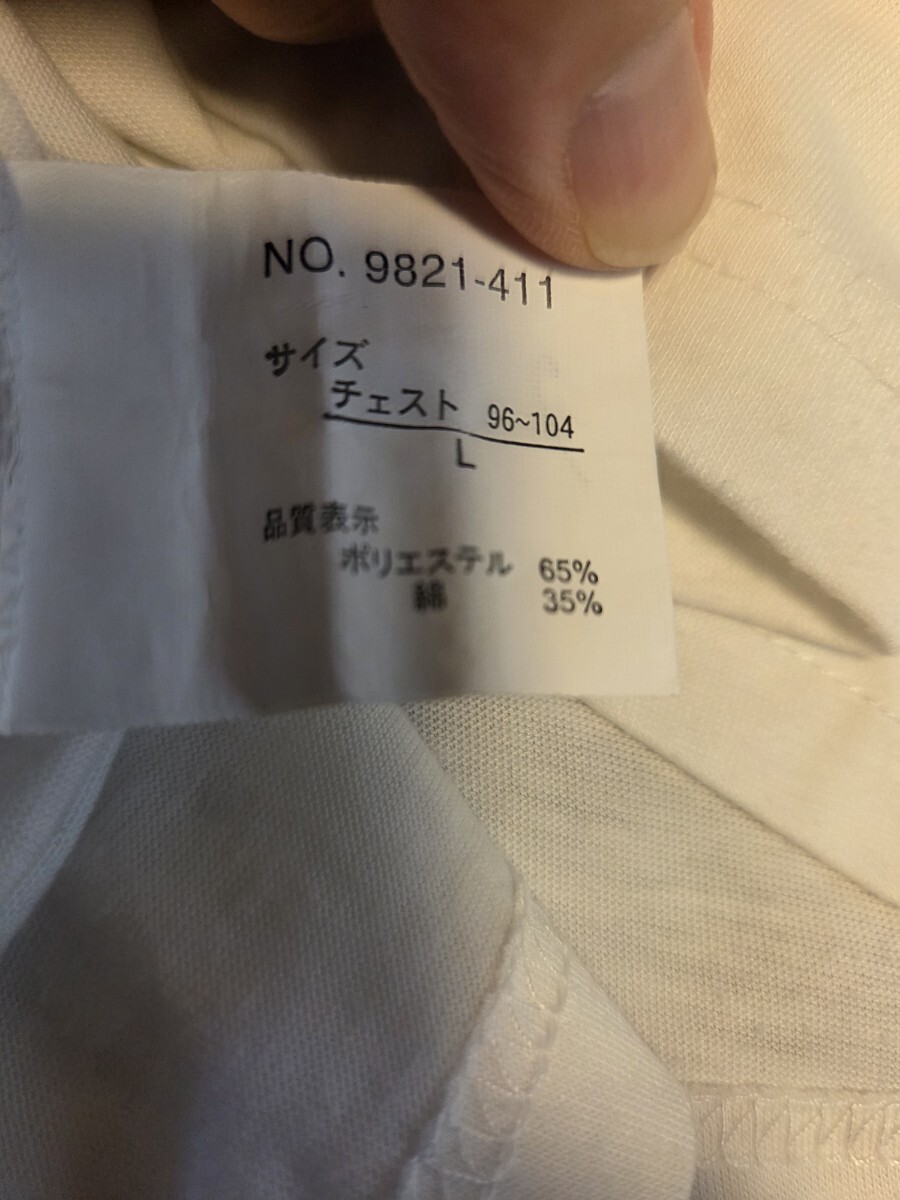 NO. 9821-411
サイズ
チェスト 96~104
L
品質表示
ポリエステル 65%
綿 35%